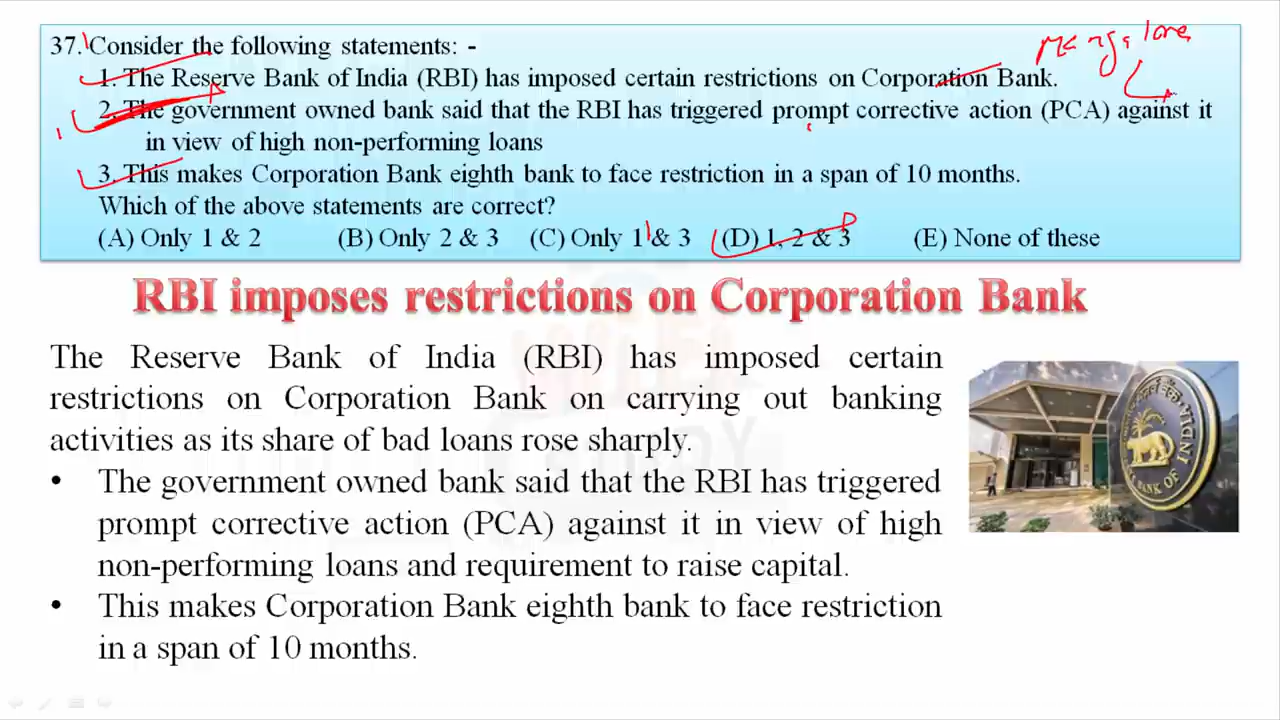 37. Consider the following statements: -
1. The Reserve Bank of India (RBI) has imposed certain restrictions on Corporation Bank.
2. The government owned bank said that the RBI has triggered prompt corrective action (PCA) against it
in view of high non-performing loans
3. This makes Corporation Bank eighth bank to face restriction in a span of 10 months.
Which of the above statements are correct?
(A) Only 1 & 2 (B) Only 2 & 3 (C) Only 1 & 3 (D) 1, 2 & 3 (E) None of these
RBI imposes restrictions on Corporation Bank
The Reserve Bank of India (RBI) has imposed certain
restrictions on Corporation Bank on carrying out banking
activities as its share of bad loans rose sharply.
• The government owned bank said that the RBI has triggered
prompt corrective action (PCA) against it in view of high
non-performing loans and requirement to raise capital.
• This makes Corporation Bank eighth bank to face restriction
in a span of 10 months.